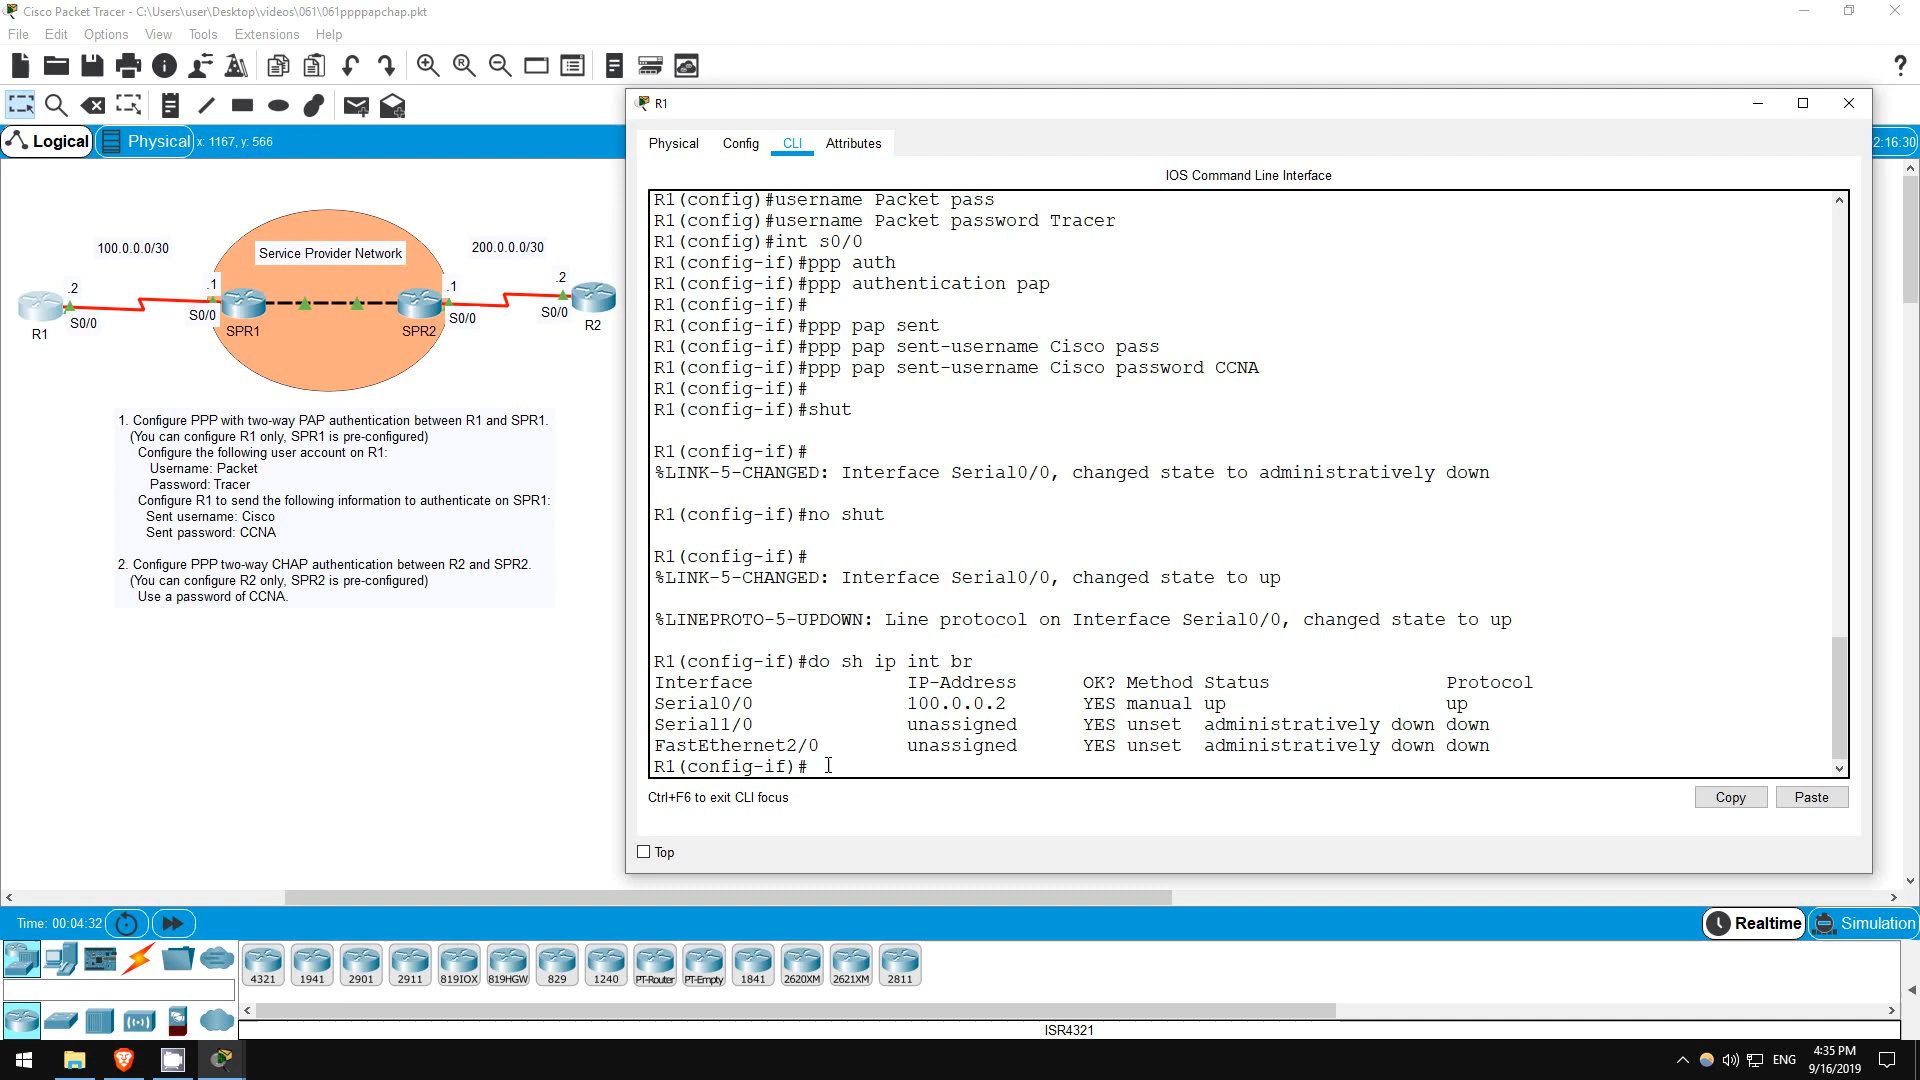 Cisco Packet Tracer - C:\Users\user\Desktop\videos\061\061ppppapchap.pkt
File Edit Options View Tools Extensions Help
Logical Physical x: 1167, y: 566
2:16:30
100.0.0.0/30
200.0.0.0/30
Service Provider Network
.2
.1
.1
.2
S0/0
S0/0
S0/0
S0/0
R1
SPR1
SPR2
R2
1. Configure PPP with two-way PAP authentication between R1 and SPR1.
(You can configure R1 only, SPR1 is pre-configured)
Configure the following user account on R1:
Username: Packet
Password: Tracer
Configure R1 to send the following information to authenticate on SPR1:
Sent username: Cisco
Sent password: CCNA
2. Configure PPP two-way CHAP authentication between R2 and SPR2.
(You can configure R2 only, SPR2 is pre-configured)
Use a password of CCNA.
R1
Physical Config CLI Attributes
IOS Command Line Interface
R1(config)#username Packet pass
R1(config)#username Packet password Tracer
R1(config)#int s0/0
R1(config-if)#ppp auth
R1(config-if)#ppp authentication pap
R1(config-if)#
R1(config-if)#ppp pap sent
R1(config-if)#ppp pap sent-username Cisco pass
R1(config-if)#ppp pap sent-username Cisco password CCNA
R1(config-if)#
R1(config-if)#shut
R1(config-if)#
%LINK-5-CHANGED: Interface Serial0/0, changed state to administratively down
R1(config-if)#no shut
R1(config-if)#
%LINK-5-CHANGED: Interface Serial0/0, changed state to up
%LINEPROTO-5-UPDOWN: Line protocol on Interface Serial0/0, changed state to up
R1(config-if)#do sh ip int br
Interface IP-Address OK? Method Status Protocol
Serial0/0 100.0.0.2 YES manual up up
Serial1/0 unassigned YES unset administratively down down
FastEthernet2/0 unassigned YES unset administratively down down
R1(config-if)#
Ctrl+F6 to exit CLI focus
Copy Paste
Top
Time: 00:04:32
Realtime Simulation
4321 1941 2901 2911 819IOX 819HGW 829 1240 PT-Router PT-Empty 1841 2620XM 2621XM 2811
ISR4321
ENG
4:35 PM
9/16/2019